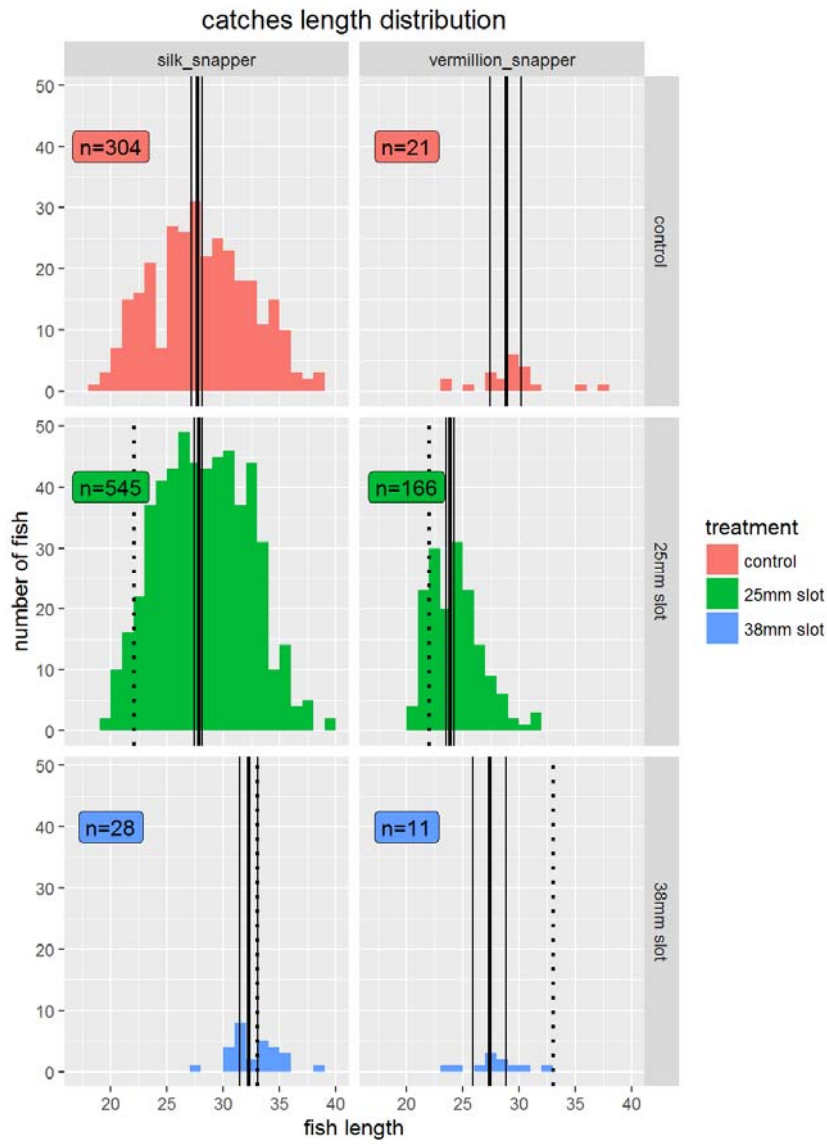 catches length distribution
silk_snapper
vermillion_snapper
50
40
30
20
10
0
n=304
n=21
control
50
40
30
20
10
0
n=545
n=166
25mm slot
50
40
30
20
10
0
n=28
n=11
38mm slot
20 25 30 35 40
20 25 30 35 40
fish length
number of fish
treatment
control
25mm slot
38mm slot